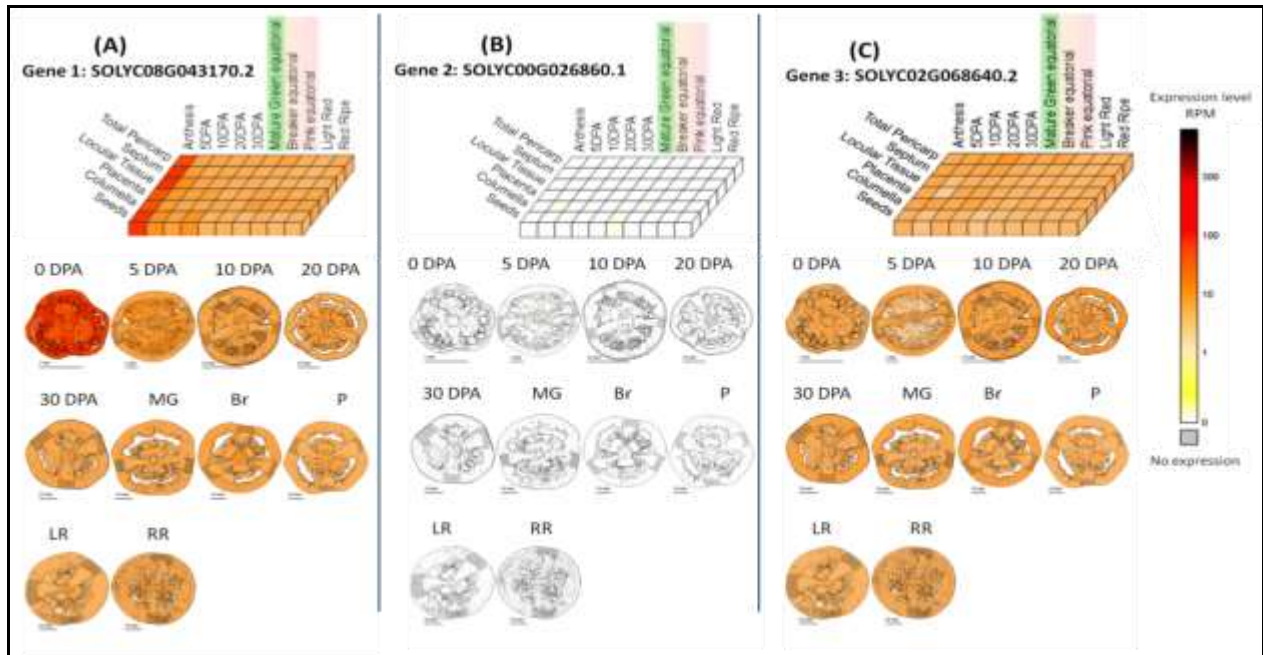 (A)
Gene 1: SOLYC08G043170.2
Anthesis
5DPA
10DPA
20DPA
30DPA
Mature Green equatorial
Breaker equatorial
Pink equatorial
Light Red
Red Ripe
Total Pericarp
Septum
Locular Tissue
Placenta
Columella
Seeds
0 DPA 5 DPA 10 DPA 20 DPA
30 DPA MG Br P
LR RR
(B)
Gene 2: SOLYC00G026860.1
Anthesis
5DPA
10DPA
20DPA
30DPA
Mature Green equatorial
Breaker equatorial
Pink equatorial
Light Red
Red Ripe
Total Pericarp
Septum
Locular Tissue
Placenta
Columella
Seeds
0 DPA 5 DPA 10 DPA 20 DPA
30 DPA MG Br P
LR RR
(C)
Gene 3: SOLYC02G068640.2
Anthesis
5DPA
10DPA
20DPA
30DPA
Mature Green equatorial
Breaker equatorial
Pink equatorial
Light Red
Red Ripe
Total Pericarp
Septum
Locular Tissue
Placenta
Columella
Seeds
0 DPA 5 DPA 10 DPA 20 DPA
30 DPA MG Br P
LR RR
Expression level
RPM
100
10
1
0
No expression